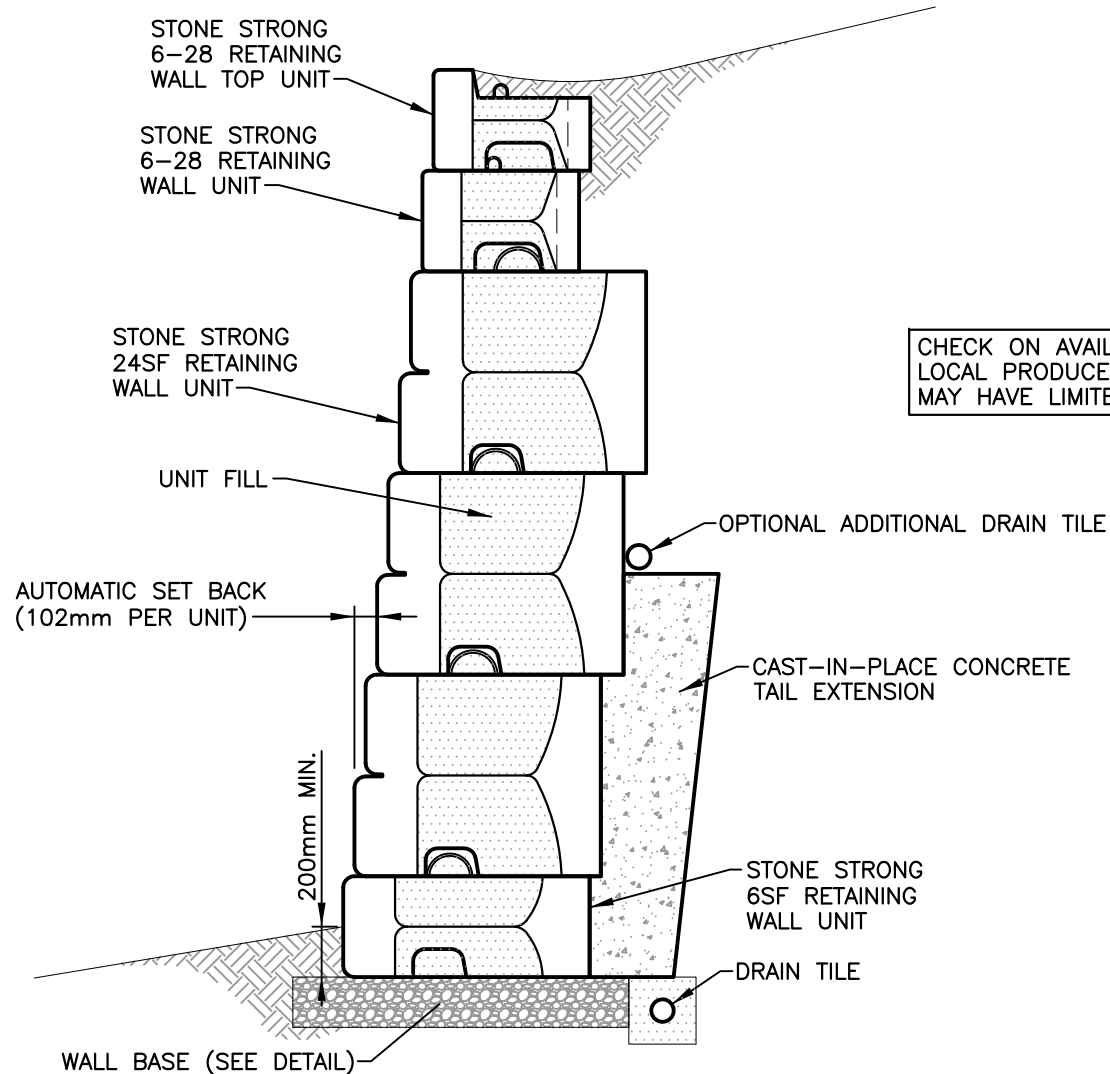 STONE STRONG
6-28 RETAINING
WALL TOP UNIT
STONE STRONG
6-28 RETAINING
WALL UNIT
STONE STRONG
24SF RETAINING
WALL UNIT
CHECK ON AVAIL
LOCAL PRODUCE
MAY HAVE LIMITE
UNIT FILL
OPTIONAL ADDITIONAL DRAIN TILE
AUTOMATIC SET BACK
(102mm PER UNIT)
CAST-IN-PLACE CONCRETE
TAIL EXTENSION
200mm MIN.
STONE STRONG
6SF RETAINING
WALL UNIT
DRAIN TILE
WALL BASE (SEE DETAIL)